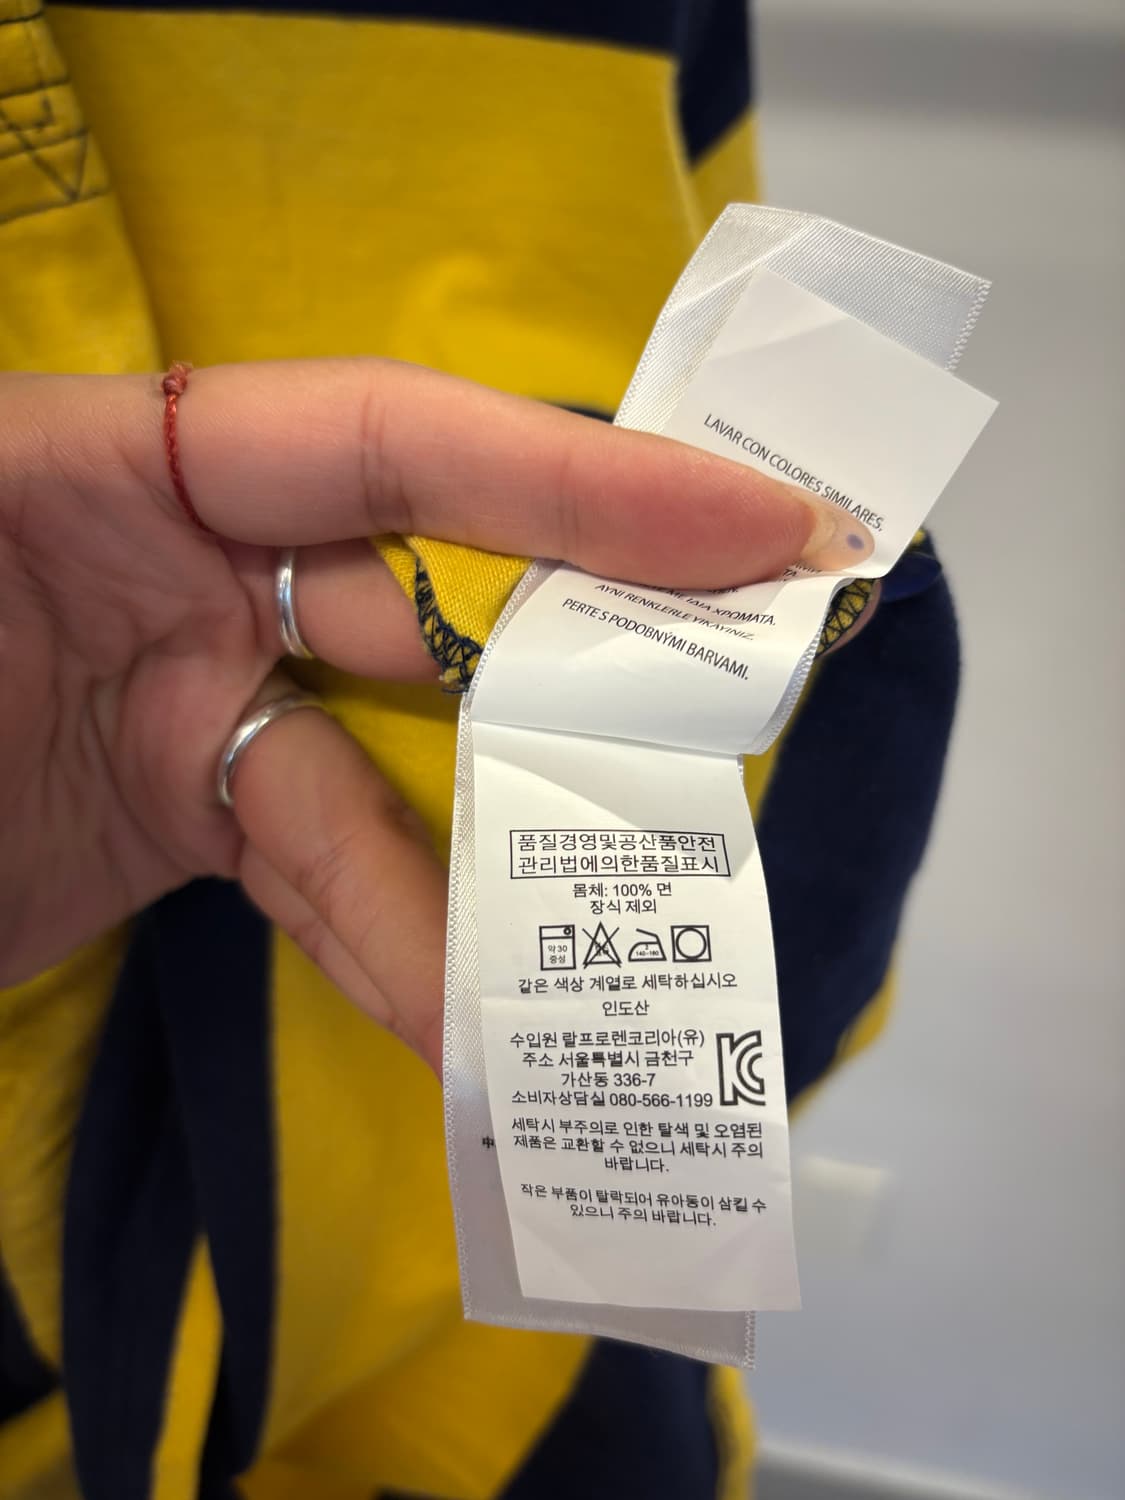 LAVAR CON COLORES SIMILARES.
ΜΕ ΙΔΙΑ ΧΡΩΜΑΤΑ.
AYNI RENKLERLE YIKAYINIZ.
PERTE S PODOBNÝMI BARVAMI.
품질경영및공산품안전
관리법에의한품질표시
몸체: 100% 면
장식 제외
약 30
중성
140~160
같은 색상 계열로 세탁하십시오
인도산
수입원 랄프로렌코리아(유)
주소 서울특별시 금천구
가산동 336-7
소비자상담실 080-566-1199
세탁시 부주의로 인한 탈색 및 오염된
제품은 교환할 수 없으니 세탁시 주의
바랍니다.
작은 부품이 탈락되어 유아동이 삼킬 수
있으니 주의 바랍니다.